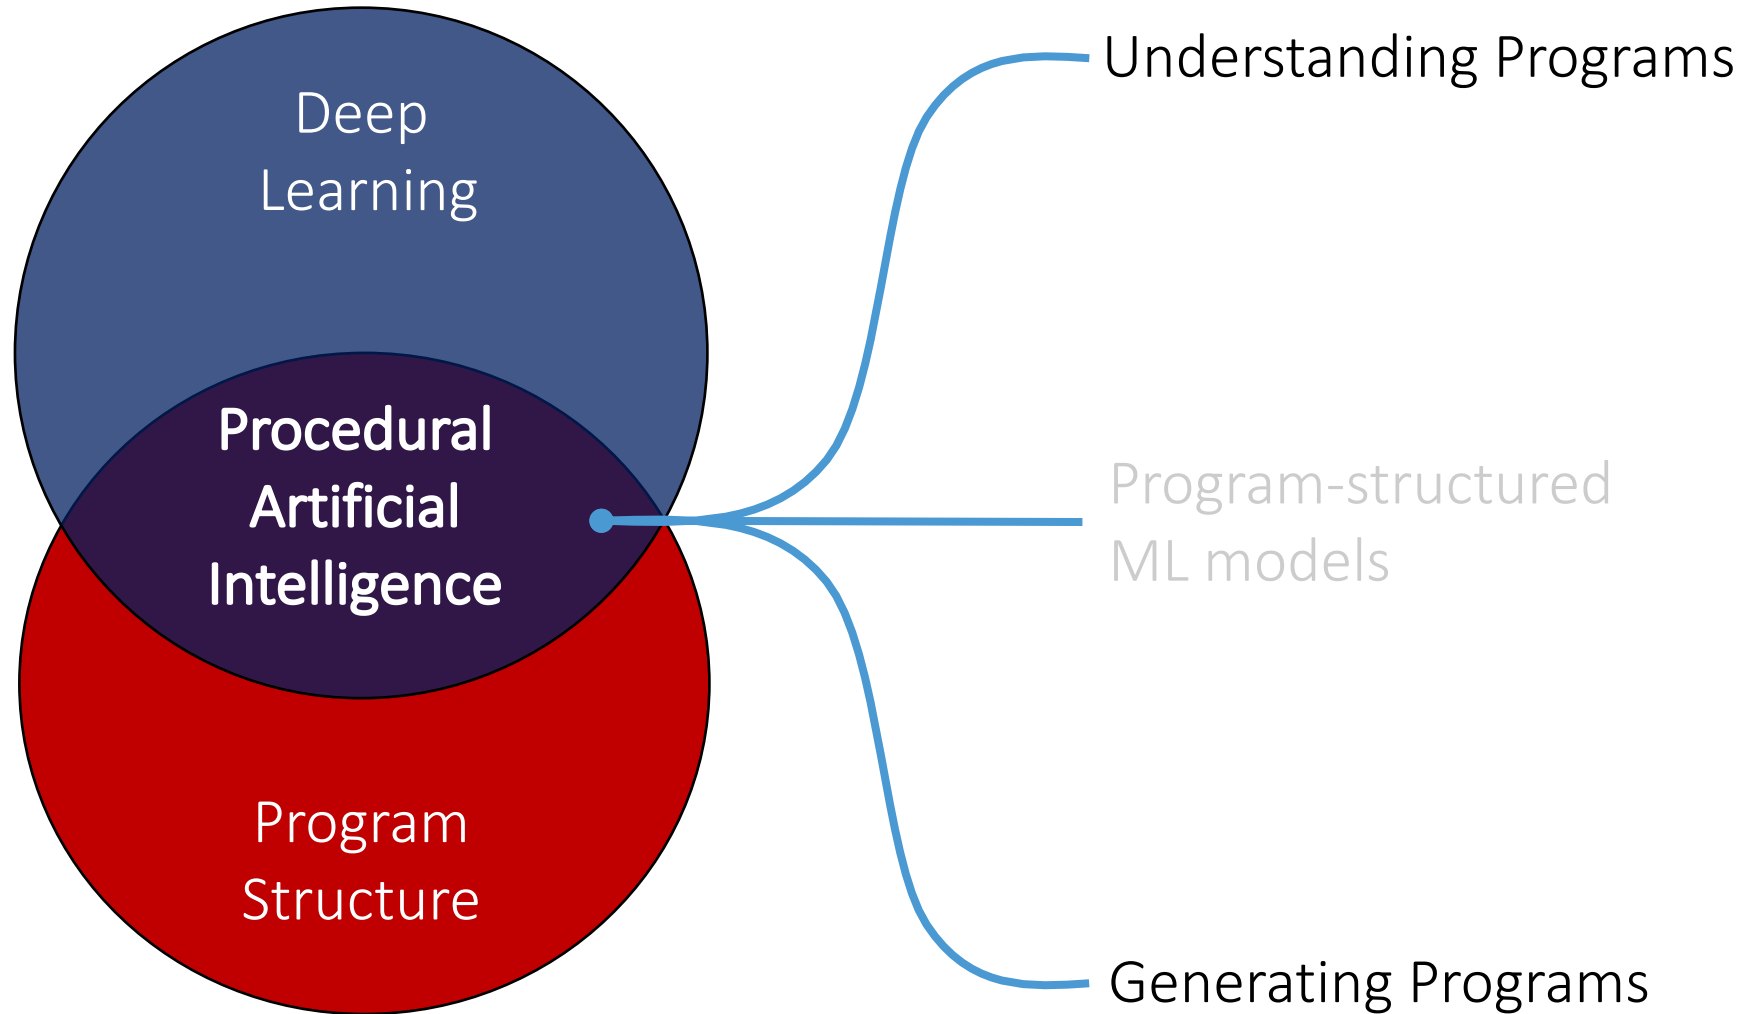 Deep
Learning
Procedural
Artificial
Intelligence
Program
Structure
Understanding Programs
Program-structured
ML models
Generating Programs